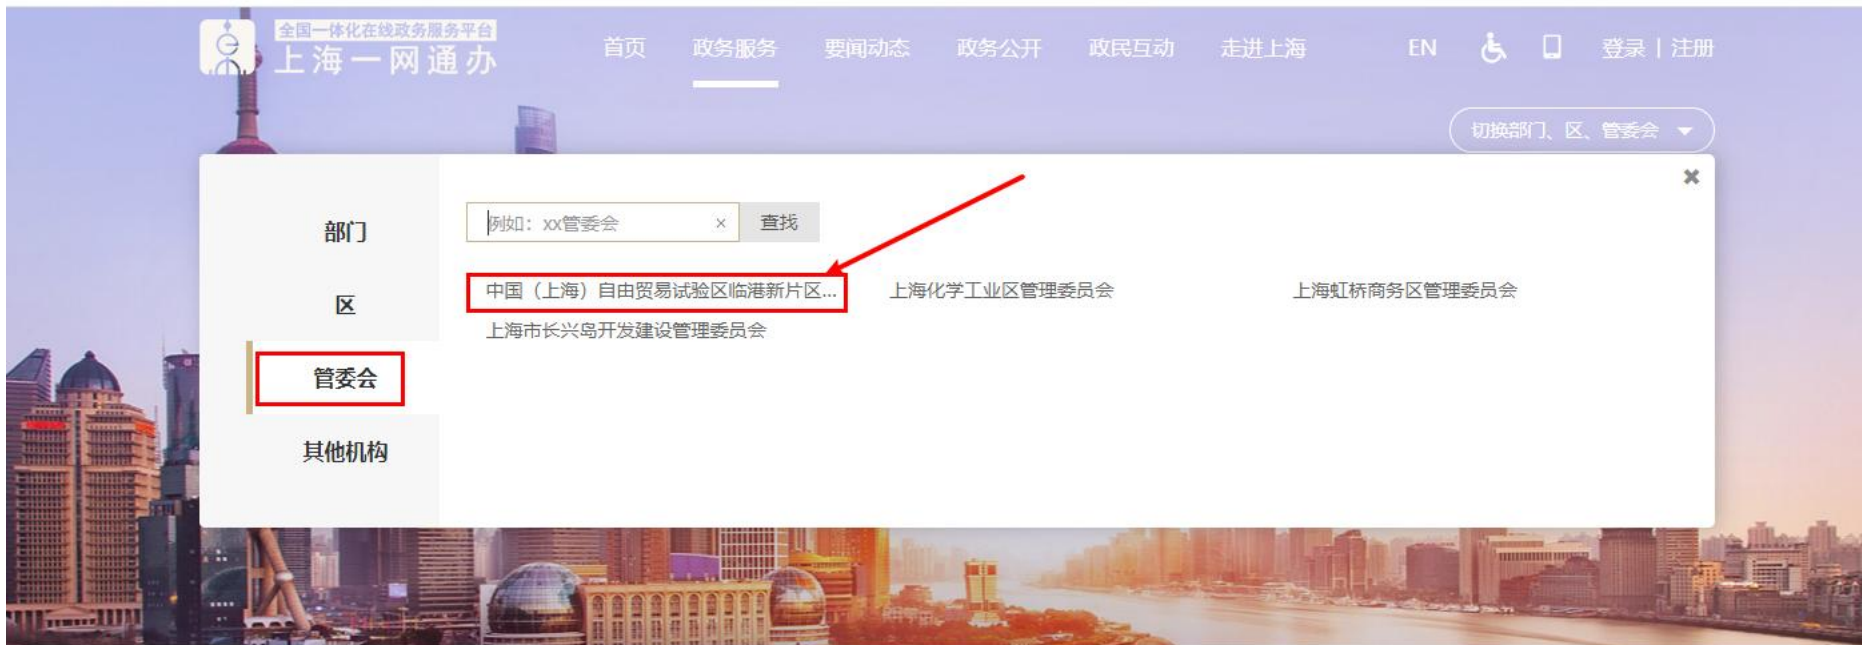 全国一体化在线政务服务平台
上海一网通办
首页 政务服务 要闻动态 政务公开 政民互动 走进上海 EN 登录 | 注册
切换部门、区、管委会
部门
例如：xx管委会 × 查找
中国（上海）自由贸易试验区临港新片区... 上海化学工业区管理委员会 上海虹桥商务区管理委员会
区
上海市长兴岛开发建设管理委员会
管委会
其他机构